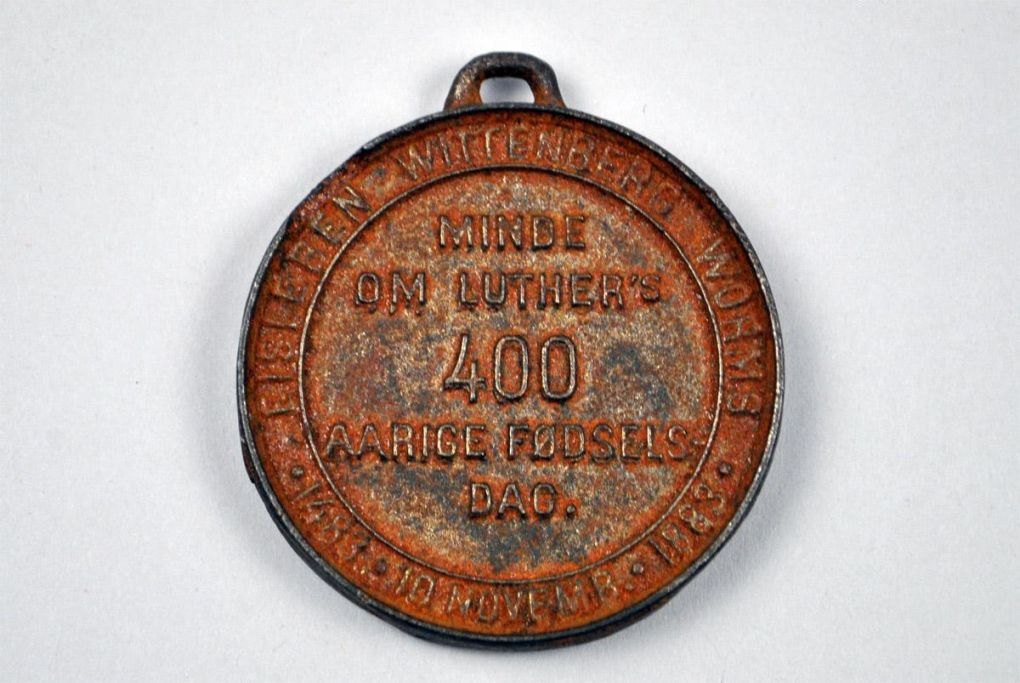 EISLEBEN - WITTENBERG WORMS
MINDE
OM LUTHER'S
400
AARIGE FØDSELS
DAG.
• 1483. • 10 NOVEMB. • 1883 •